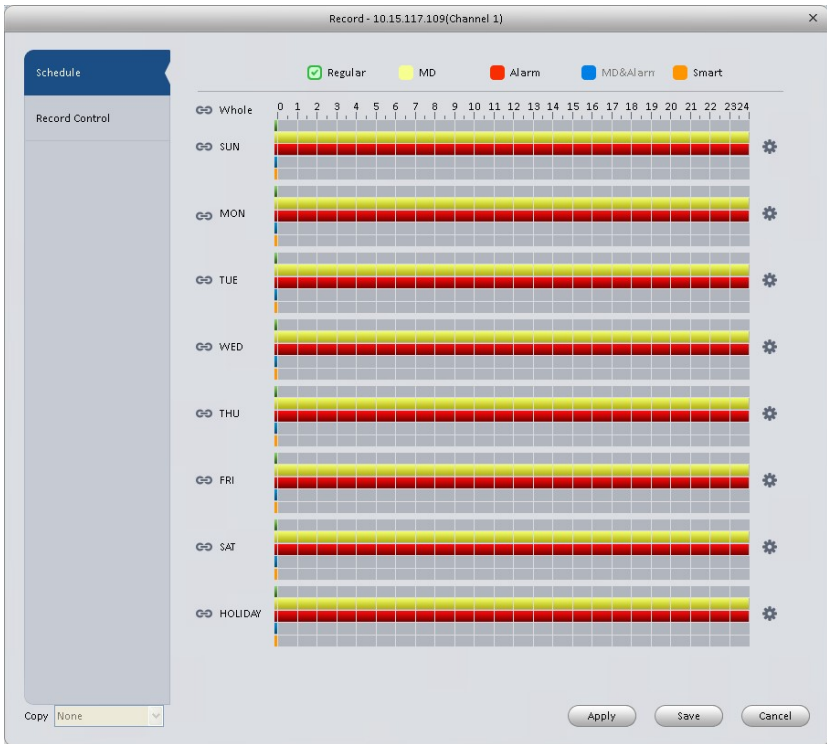 Record - 10.15.117.109(Channel 1)
Schedule
Record Control
Regular MD Alarm MD&Alarm Smart
Whole 0 1 2 3 4 5 6 7 8 9 10 11 12 13 14 15 16 17 18 19 20 21 22 2324
SUN
MON
TUE
WED
THU
FRI
SAT
HOLIDAY
Copy None
Apply Save Cancel